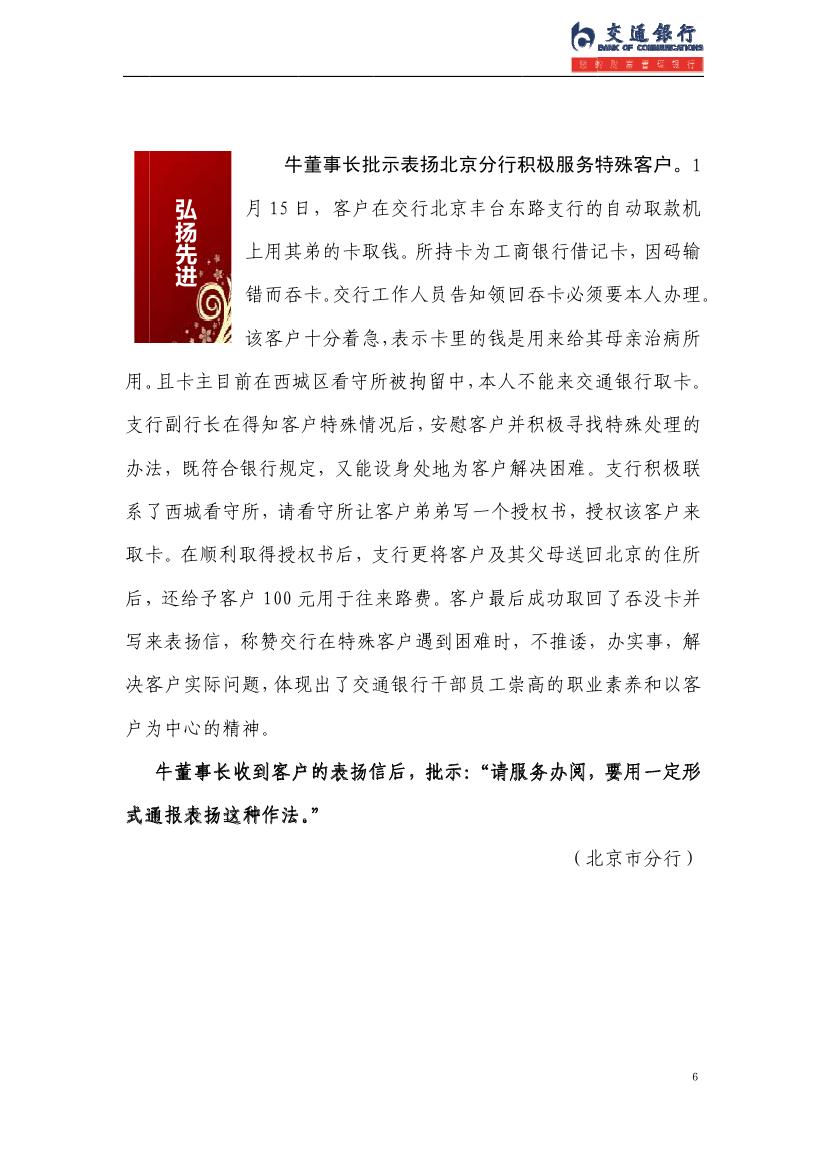 交通银行
BANK OF COMMUNICATIONS
您的财富管理银行
弘扬先进
牛董事长批示表扬北京分行积极服务特殊客户。1
月 15 日，客户在交行北京丰台东路支行的自动取款机
上用其弟的卡取钱。所持卡为工商银行借记卡，因码输
错而吞卡。交行工作人员告知领回吞卡必须要本人办理。
该客户十分着急，表示卡里的钱是用来给其母亲治病所
用。且卡主目前在西城区看守所被拘留中，本人不能来交通银行取卡。
支行副行长在得知客户特殊情况后，安慰客户并积极寻找特殊处理的
办法，既符合银行规定，又能设身处地为客户解决困难。支行积极联
系了西城看守所，请看守所让客户弟弟写一个授权书，授权该客户来
取卡。在顺利取得授权书后，支行更将客户及其父母送回北京的住所
后，还给予客户 100 元用于往来路费。客户最后成功取回了吞没卡并
写来表扬信，称赞交行在特殊客户遇到困难时，不推诿，办实事，解
决客户实际问题，体现出了交通银行干部员工崇高的职业素养和以客
户为中心的精神。
牛董事长收到客户的表扬信后，批示：“请服务办阅，要用一定形
式通报表扬这种作法。”
（北京市分行）
6